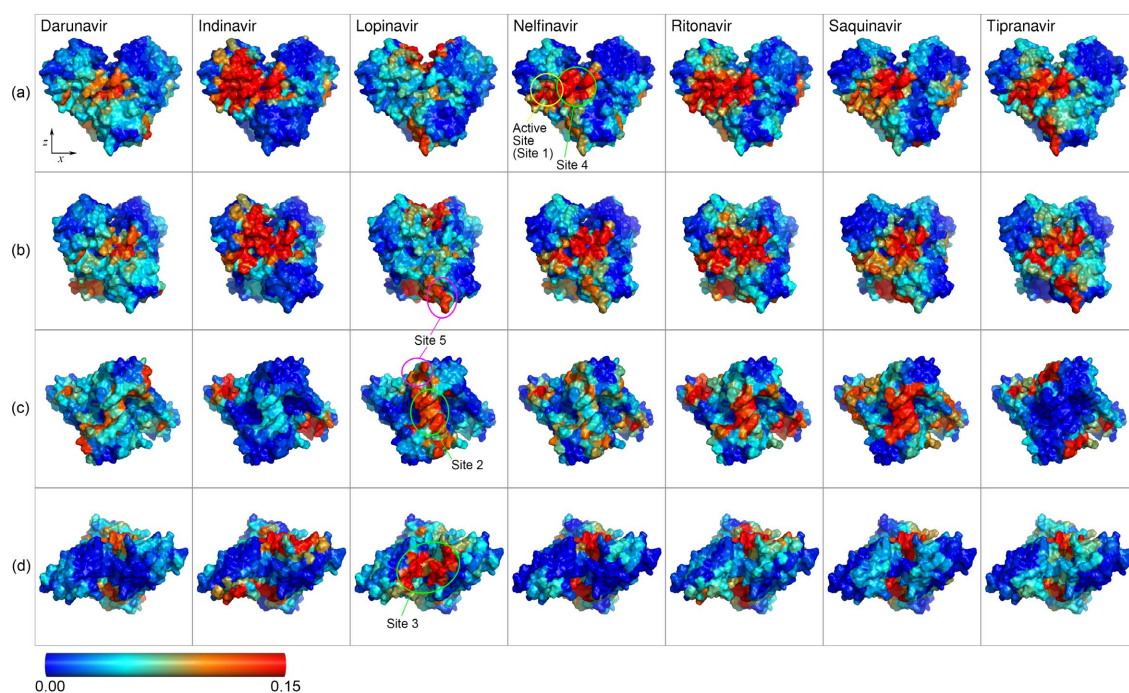 Darunavir Indinavir Lopinavir Nelfinavir Ritonavir Saquinavir Tipranavir
(a)
z
x
Active
Site
(Site 1)
Site 4
(b)
Site 5
(c)
Site 2
(d)
Site 3
0.00 0.15